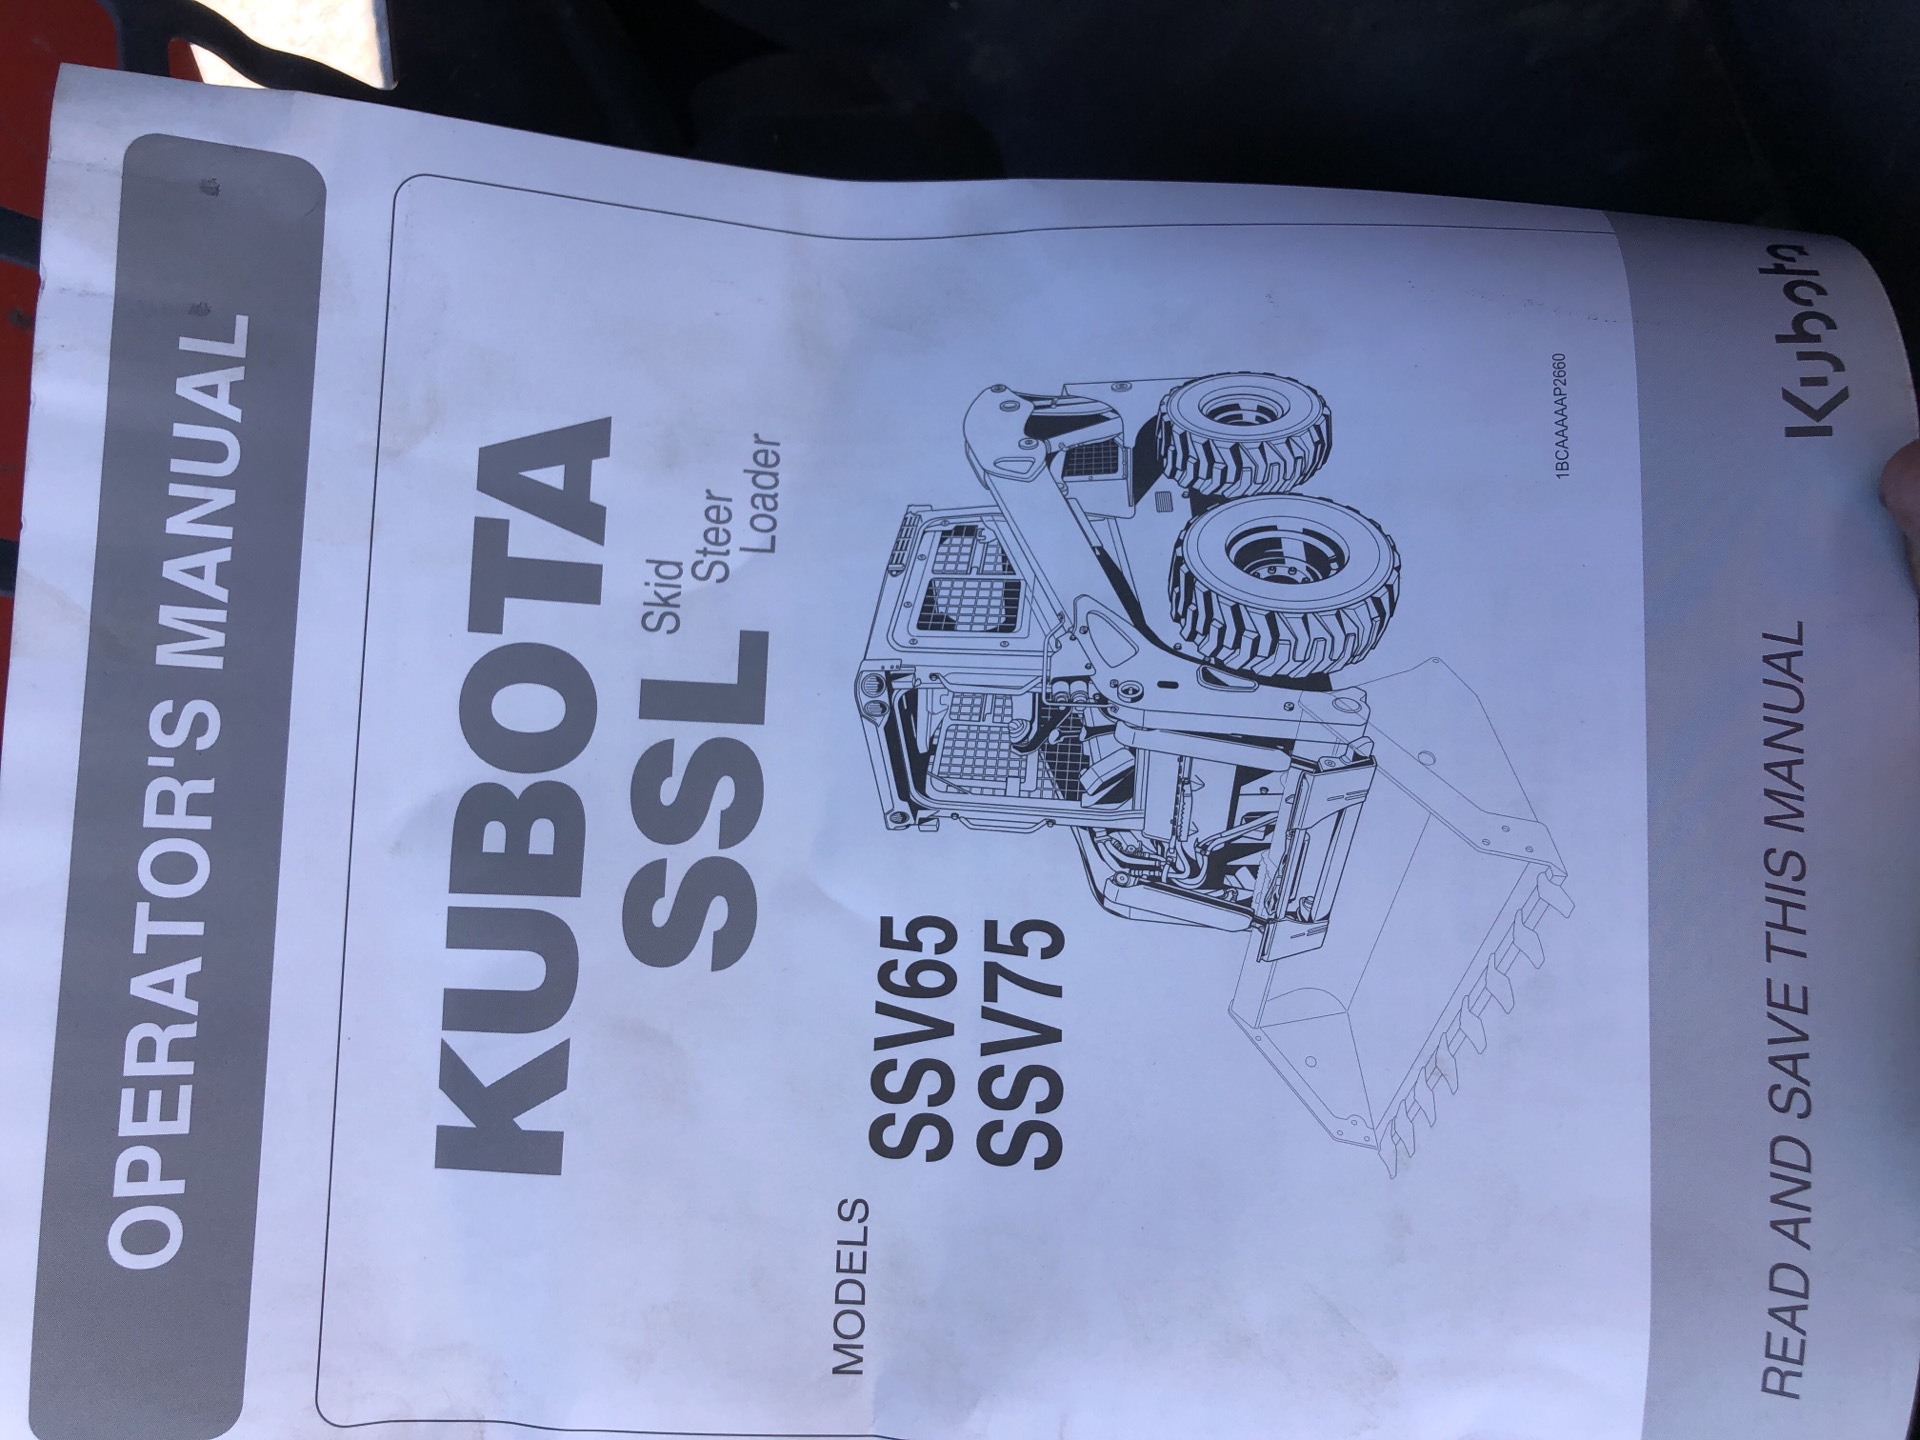 OPERATOR'S MANUAL
KUBOTA
SSL Skid Steer Loader
MODELS
SSV65
SSV75
1BCAAAAAP2660
READ AND SAVE THIS MANUAL
Kubota